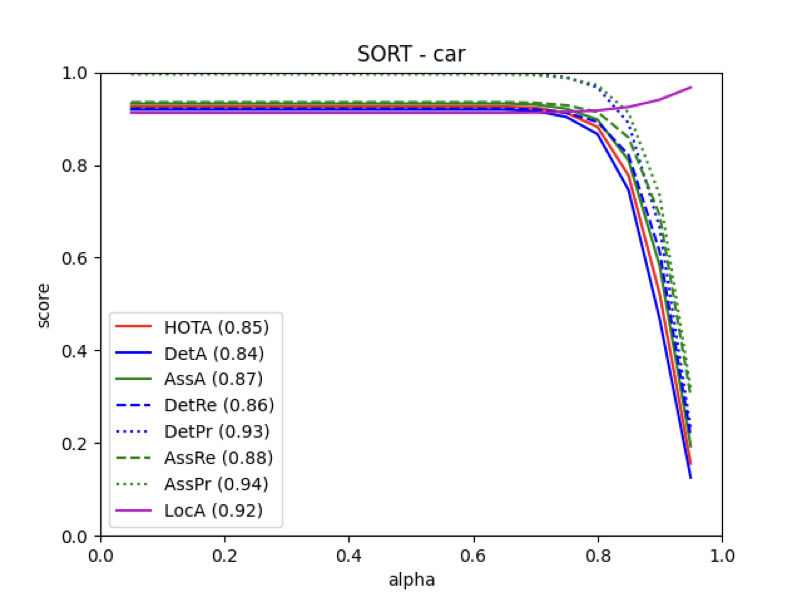 SORT - car
1.0
0.8
0.6
0.4
0.2
0.0
score
HOTA (0.85)
DetA (0.84)
AssA (0.87)
DetRe (0.86)
DetPr (0.93)
AssRe (0.88)
AssPr (0.94)
LocA (0.92)
0.0 0.2 0.4 0.6 0.8 1.0
alpha